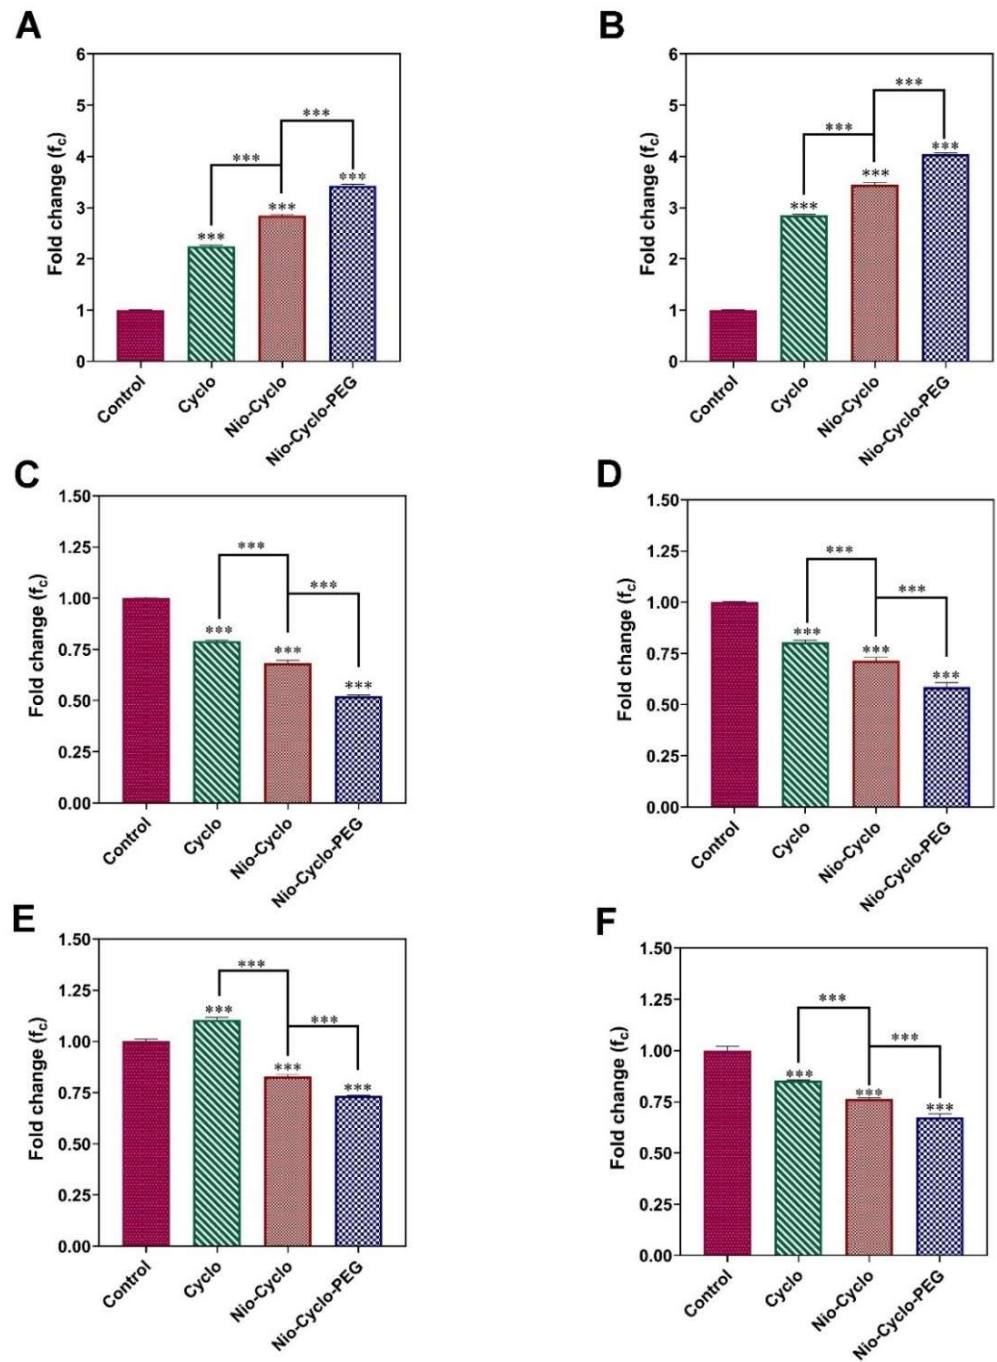 A
Fold change (fc)
6
5
4
3
2
1
0
***
***
***
***
***
Control
Cyclo
Nio-Cyclo
Nio-Cyclo-PEG
B
Fold change (fc)
6
5
4
3
2
1
0
***
***
***
***
***
Control
Cyclo
Nio-Cyclo
Nio-Cyclo-PEG
C
Fold change (fc)
1.50
1.25
1.00
0.75
0.50
0.25
0.00
***
***
***
***
***
Control
Cyclo
Nio-Cyclo
Nio-Cyclo-PEG
D
Fold change (fc)
1.50
1.25
1.00
0.75
0.50
0.25
0.00
***
***
***
***
***
Control
Cyclo
Nio-Cyclo
Nio-Cyclo-PEG
E
Fold change (fc)
1.50
1.25
1.00
0.75
0.50
0.25
0.00
***
***
***
***
***
Control
Cyclo
Nio-Cyclo
Nio-Cyclo-PEG
F
Fold change (fc)
1.50
1.25
1.00
0.75
0.50
0.25
0.00
***
***
***
***
***
Control
Cyclo
Nio-Cyclo
Nio-Cyclo-PEG